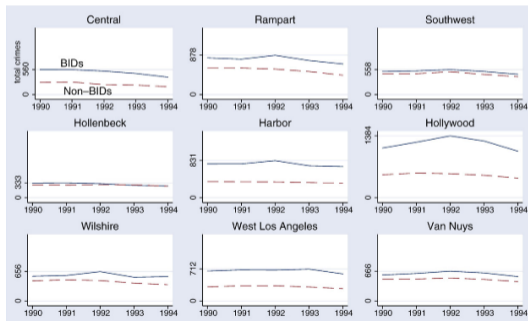 Central
Rampart
Southwest
total crimes
0
560
BIDs
Non–BIDs
0
878
0
558
1990 1991 1992 1993 1994
1990 1991 1992 1993 1994
1990 1991 1992 1993 1994
Hollenbeck
Harbor
Hollywood
333
0
831
0
1384
1990 1991 1992 1993 1994
1990 1991 1992 1993 1994
1990 1991 1992 1993 1994
Wilshire
West Los Angeles
Van Nuys
0
656
0
712
0
666
1990 1991 1992 1993 1994
1990 1991 1992 1993 1994
1990 1991 1992 1993 1994